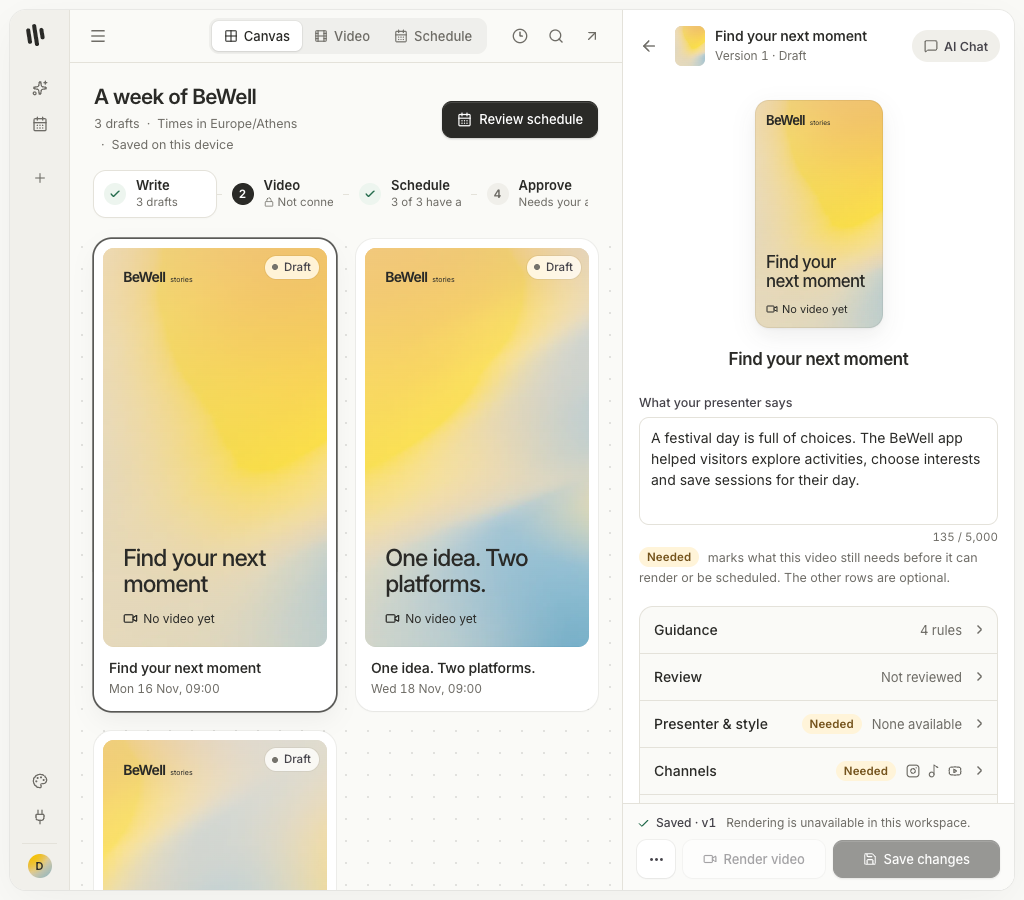 Canvas
Video
Schedule
A week of BeWell
3 drafts · Times in Europe/Athens
· Saved on this device
Review schedule
Write
3 drafts
2
Video
Not conne
Schedule
3 of 3 have a
4
Approve
Needs your a
BeWell stories
Draft
Find your next
moment
No video yet
Find your next moment
Mon 16 Nov, 09:00
BeWell stories
Draft
One idea. Two
platforms.
No video yet
One idea. Two platforms.
Wed 18 Nov, 09:00
BeWell stories
Draft
D
Find your next moment
Version 1 · Draft
AI Chat
BeWell stories
Find your
next moment
No video yet
Find your next moment
What your presenter says
A festival day is full of choices. The BeWell app
helped visitors explore activities, choose interests
and save sessions for their day.
135 / 5,000
Needed marks what this video still needs before it can
render or be scheduled. The other rows are optional.
Guidance 4 rules
Review Not reviewed
Presenter & style Needed None available
Channels Needed
Saved · v1 Rendering is unavailable in this workspace.
Render video
Save changes